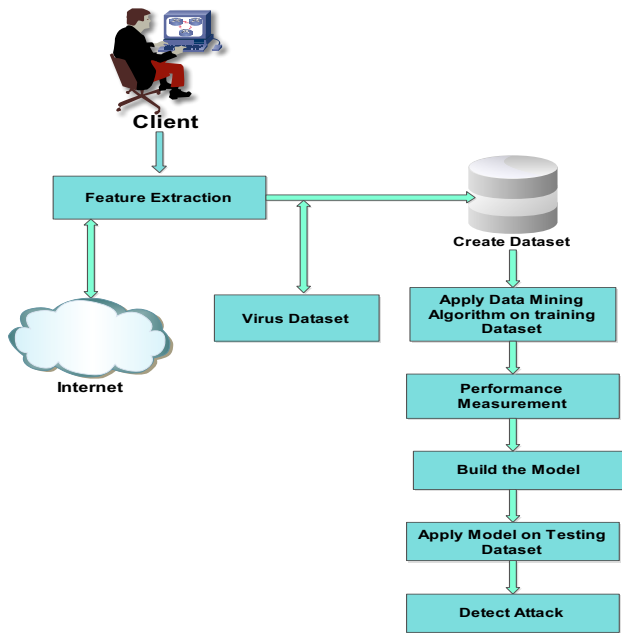 Client
Feature Extraction
Create Dataset
Virus Dataset
Internet
Apply Data Mining
Algorithm on training
Dataset
Performance
Measurement
Build the Model
Apply Model on Testing
Dataset
Detect Attack